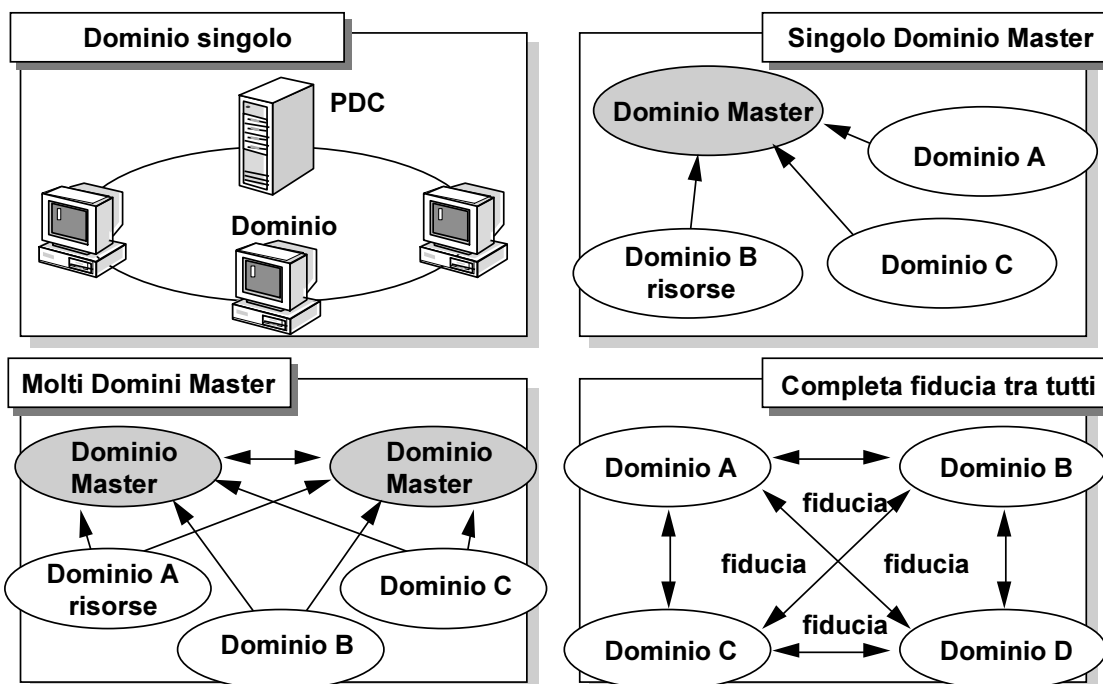 Dominio singolo
PDC
Dominio
Singolo Dominio Master
Dominio Master
Dominio A
Dominio B
risorse
Dominio C
Molti Domini Master
Dominio
Master
Dominio
Master
Dominio A
risorse
Dominio B
Dominio C
Completa fiducia tra tutti
Dominio A
Dominio B
fiducia
fiducia
fiducia
fiducia
Dominio C
Dominio D